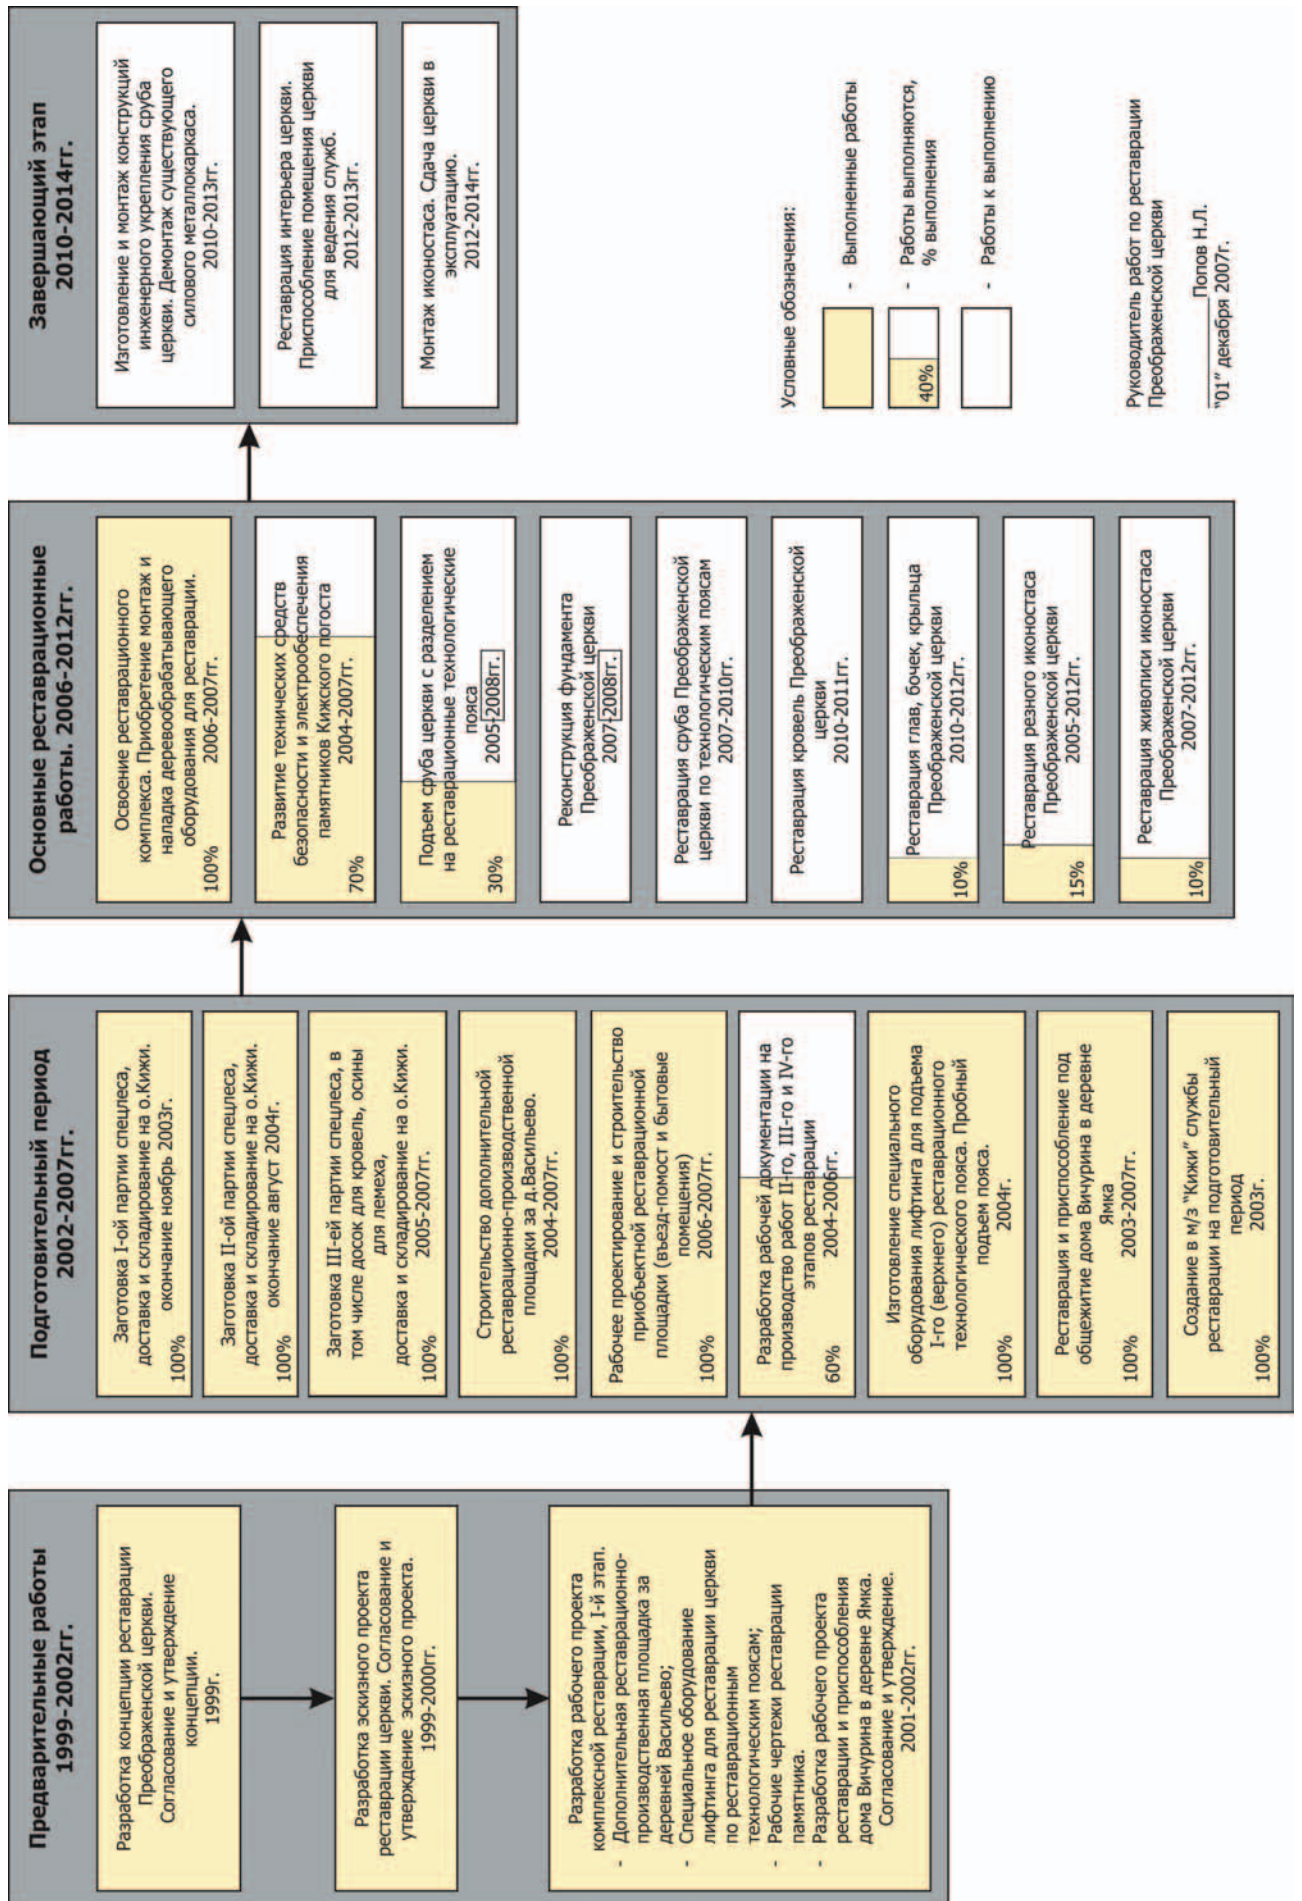 Предварительные работы
1999-2002гг.
Разработка концепции реставрации
Преображенской церкви.
Согласование и утверждение
концепции.
1999г.
Разработка эскизного проекта
реставрации церкви. Согласование и
утверждение эскизного проекта.
1999-2000гг.
Разработка рабочего проекта
комплексной реставрации, I-й этап.
- Дополнительная реставрационно-
производственная площадка за
деревней Васильево;
- Специальное оборудование
лифтинга для реставрации церкви
по реставрационным
технологическим поясам;
- Рабочие чертежи реставрации
памятника.
- Разработка рабочего проекта
реставрации и приспособления
дома Вичурина в деревне Ямка.
Согласование и утверждение.
2001-2002гг.
Подготовительный период
2002-2007гг.
Заготовка I-ой партии спецлеса,
доставка и складирование на о.Кижи.
окончание ноябрь 2003г.
100%
Заготовка II-ой партии спецлеса,
доставка и складирование на о.Кижи.
окончание август 2004г.
100%
Заготовка III-ей партии спецлеса, в
том числе досок для кровель, осины
для лемеха,
доставка и складирование на о.Кижи.
2005-2007гг.
100%
Строительство дополнительной
реставрационно-производственной
площадки за д.Васильево.
2004-2007гг.
100%
Рабочее проектирование и строительство
приобъектной реставрационной
площадки (въезд-помост и бытовые
помещения)
2006-2007гг.
100%
Разработка рабочей документации на
производство работ II-го, III-го и IV-го
этапов реставрации
2004-2006гг.
60%
Изготовление специального
оборудования лифтинга для подъема
I-го (верхнего) реставрационного
технологического пояса. Пробный
подъем пояса.
2004г.
100%
Реставрация и приспособление под
общежитие дома Вичурина в деревне
Ямка
2003-2007гг.
100%
Создание в м/з "Кижи" службы
реставрации на подготовительный
период
2003г.
100%
Основные реставрационные
работы. 2006-2012гг.
Освоение реставрационного
комплекса. Приобретение монтаж и
наладка деревообрабатывающего
оборудования для реставрации.
2006-2007гг.
100%
Развитие технических средств
безопасности и электрообеспечения
памятников Кижского погоста
2004-2007гг.
70%
Подъем сруба церкви с разделением
на реставрационные технологические
пояса
2005-2008гг.
30%
Реконструкция фундамента
Преображенской церкви
2007-2008гг.
Реставрация сруба Преображенской
церкви по технологическим поясам
2007-2010гг.
Реставрация кровель Преображенской
церкви
2010-2011гг.
Реставрация глав, бочек, крыльца
Преображенской церкви
2010-2012гг.
10%
Реставрация резного иконостаса
Преображенской церкви
2005-2012гг.
15%
Реставрация живописи иконостаса
Преображенской церкви
2007-2012гг.
10%
Завершающий этап
2010-2014гг.
Изготовление и монтаж конструкций
инженерного укрепления сруба
церкви. Демонтаж существующего
силового металлокаркаса.
2010-2013гг.
Реставрация интерьера церкви.
Приспособление помещения церкви
для ведения служб.
2012-2013гг.
Монтаж иконостаса. Сдача церкви в
эксплуатацию.
2012-2014гг.
Условные обозначения:
- Выполненные работы
40%
- Работы выполняются,
% выполнения
- Работы к выполнению
Руководитель работ по реставрации
Преображенской церкви
Попов Н.Л.
"01" декабря 2007г.